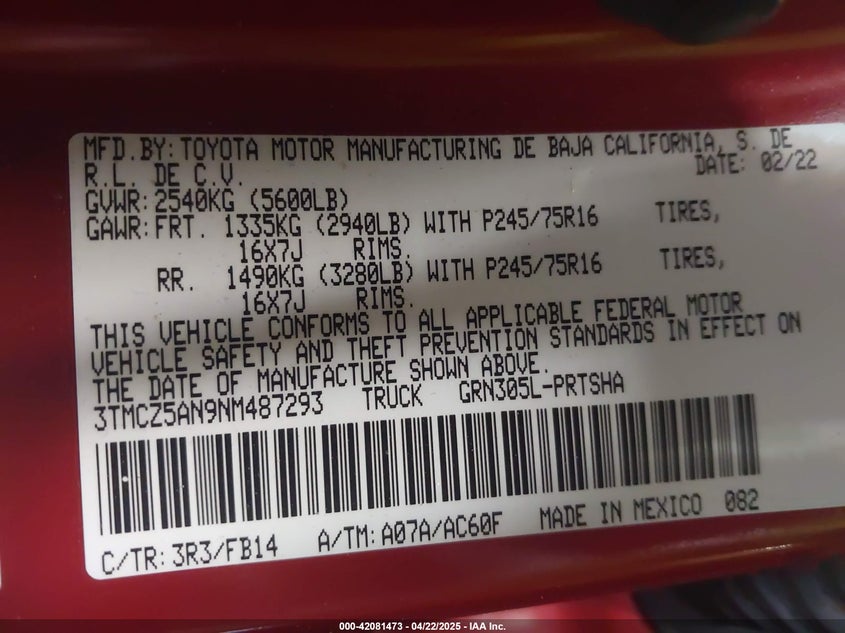 MFD.BY: TOYOTA MOTOR MANUFACTURING DE BAJA CALIFORNIA, S. DE
R.L. DE C.V. DATE: 02/22
GVWR: 2540KG (5600LB)
GAWR: FRT. 1335KG (2940LB) WITH P245/75R16 TIRES,
16X7J RIMS.
RR. 1490KG (3280LB) WITH P245/75R16 TIRES,
16X7J RIMS.
THIS VEHICLE CONFORMS TO ALL APPLICABLE FEDERAL MOTOR
VEHICLE SAFETY AND THEFT PREVENTION STANDARDS IN EFFECT ON
THE DATE OF MANUFACTURE SHOWN ABOVE.
3TMCZ5AN9NM487293 TRUCK GRN305L-PRTSHA
C/TR: 3R3/FB14 A/TM: A07A/AC60F MADE IN MEXICO 082
000-42081473 - 04/22/2025 - IAA Inc.